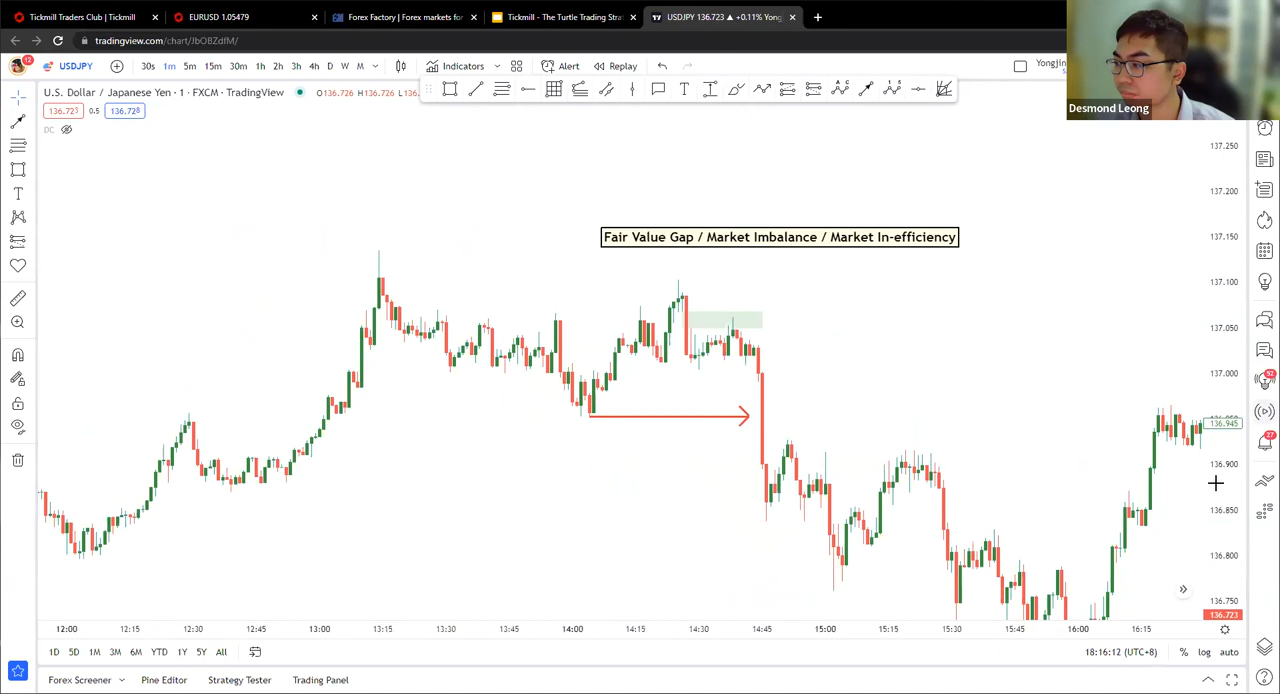 Tickmill Traders Club | Tickmill
EURUSD 1.05479
Forex Factory | Forex markets for
Tickmill - The Turtle Trading Stra
USDJPY 136.723 ▲ +0.11% Yong
tradingview.com/chart/JbOBZdfM/
12
USDJPY
30s 1m 5m 15m 30m 1h 2h 3h 4h D W M
Indicators
Alert
Replay
Yongjin
Desmond Leong
U.S. Dollar / Japanese Yen · 1 · FXCM · TradingView
O136.726 H136.726 L136.
136.723
0.5
136.728
DC
Fair Value Gap / Market Imbalance / Market In-efficiency
137.250
137.200
137.150
137.100
137.050
137.000
136.945
136.900
136.850
136.800
136.750
136.723
52
27
12:00 12:15 12:30 12:45 13:00 13:15 13:30 13:45 14:00 14:15 14:30 14:45 15:00 15:15 15:30 15:45 16:00 16:15
1D 5D 1M 3M 6M YTD 1Y 5Y All
18:16:12 (UTC+8)
% log auto
Forex Screener
Pine Editor
Strategy Tester
Trading Panel